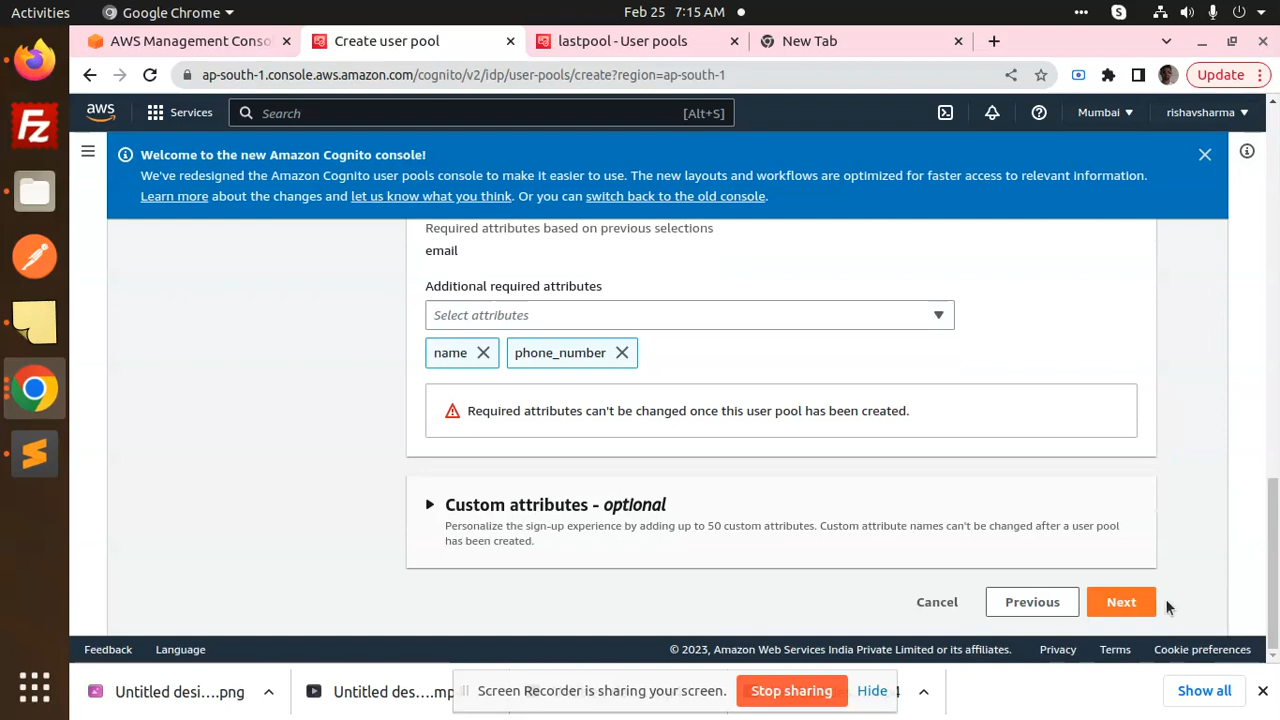 Activities
Google Chrome
Feb 25 7:15 AM
AWS Management Conso
Create user pool
lastpool - User pools
New Tab
ap-south-1.console.aws.amazon.com/cognito/v2/idp/user-pools/create?region=ap-south-1
Update
aws
Services
Search
[Alt+S]
Mumbai
rishavsharma
Welcome to the new Amazon Cognito console!
We've redesigned the Amazon Cognito user pools console to make it easier to use. The new layouts and workflows are optimized for faster access to relevant information.
Learn more about the changes and let us know what you think. Or you can switch back to the old console.
Required attributes based on previous selections
email
Additional required attributes
Select attributes
name
phone_number
Required attributes can't be changed once this user pool has been created.
Custom attributes - optional
Personalize the sign-up experience by adding up to 50 custom attributes. Custom attribute names can't be changed after a user pool
has been created.
Cancel
Previous
Next
Feedback
Language
© 2023, Amazon Web Services India Private Limited or its affiliates.
Privacy
Terms
Cookie preferences
Untitled desi....png
Untitled des....mp
Screen Recorder is sharing your screen.
Stop sharing
Hide
4
Show all